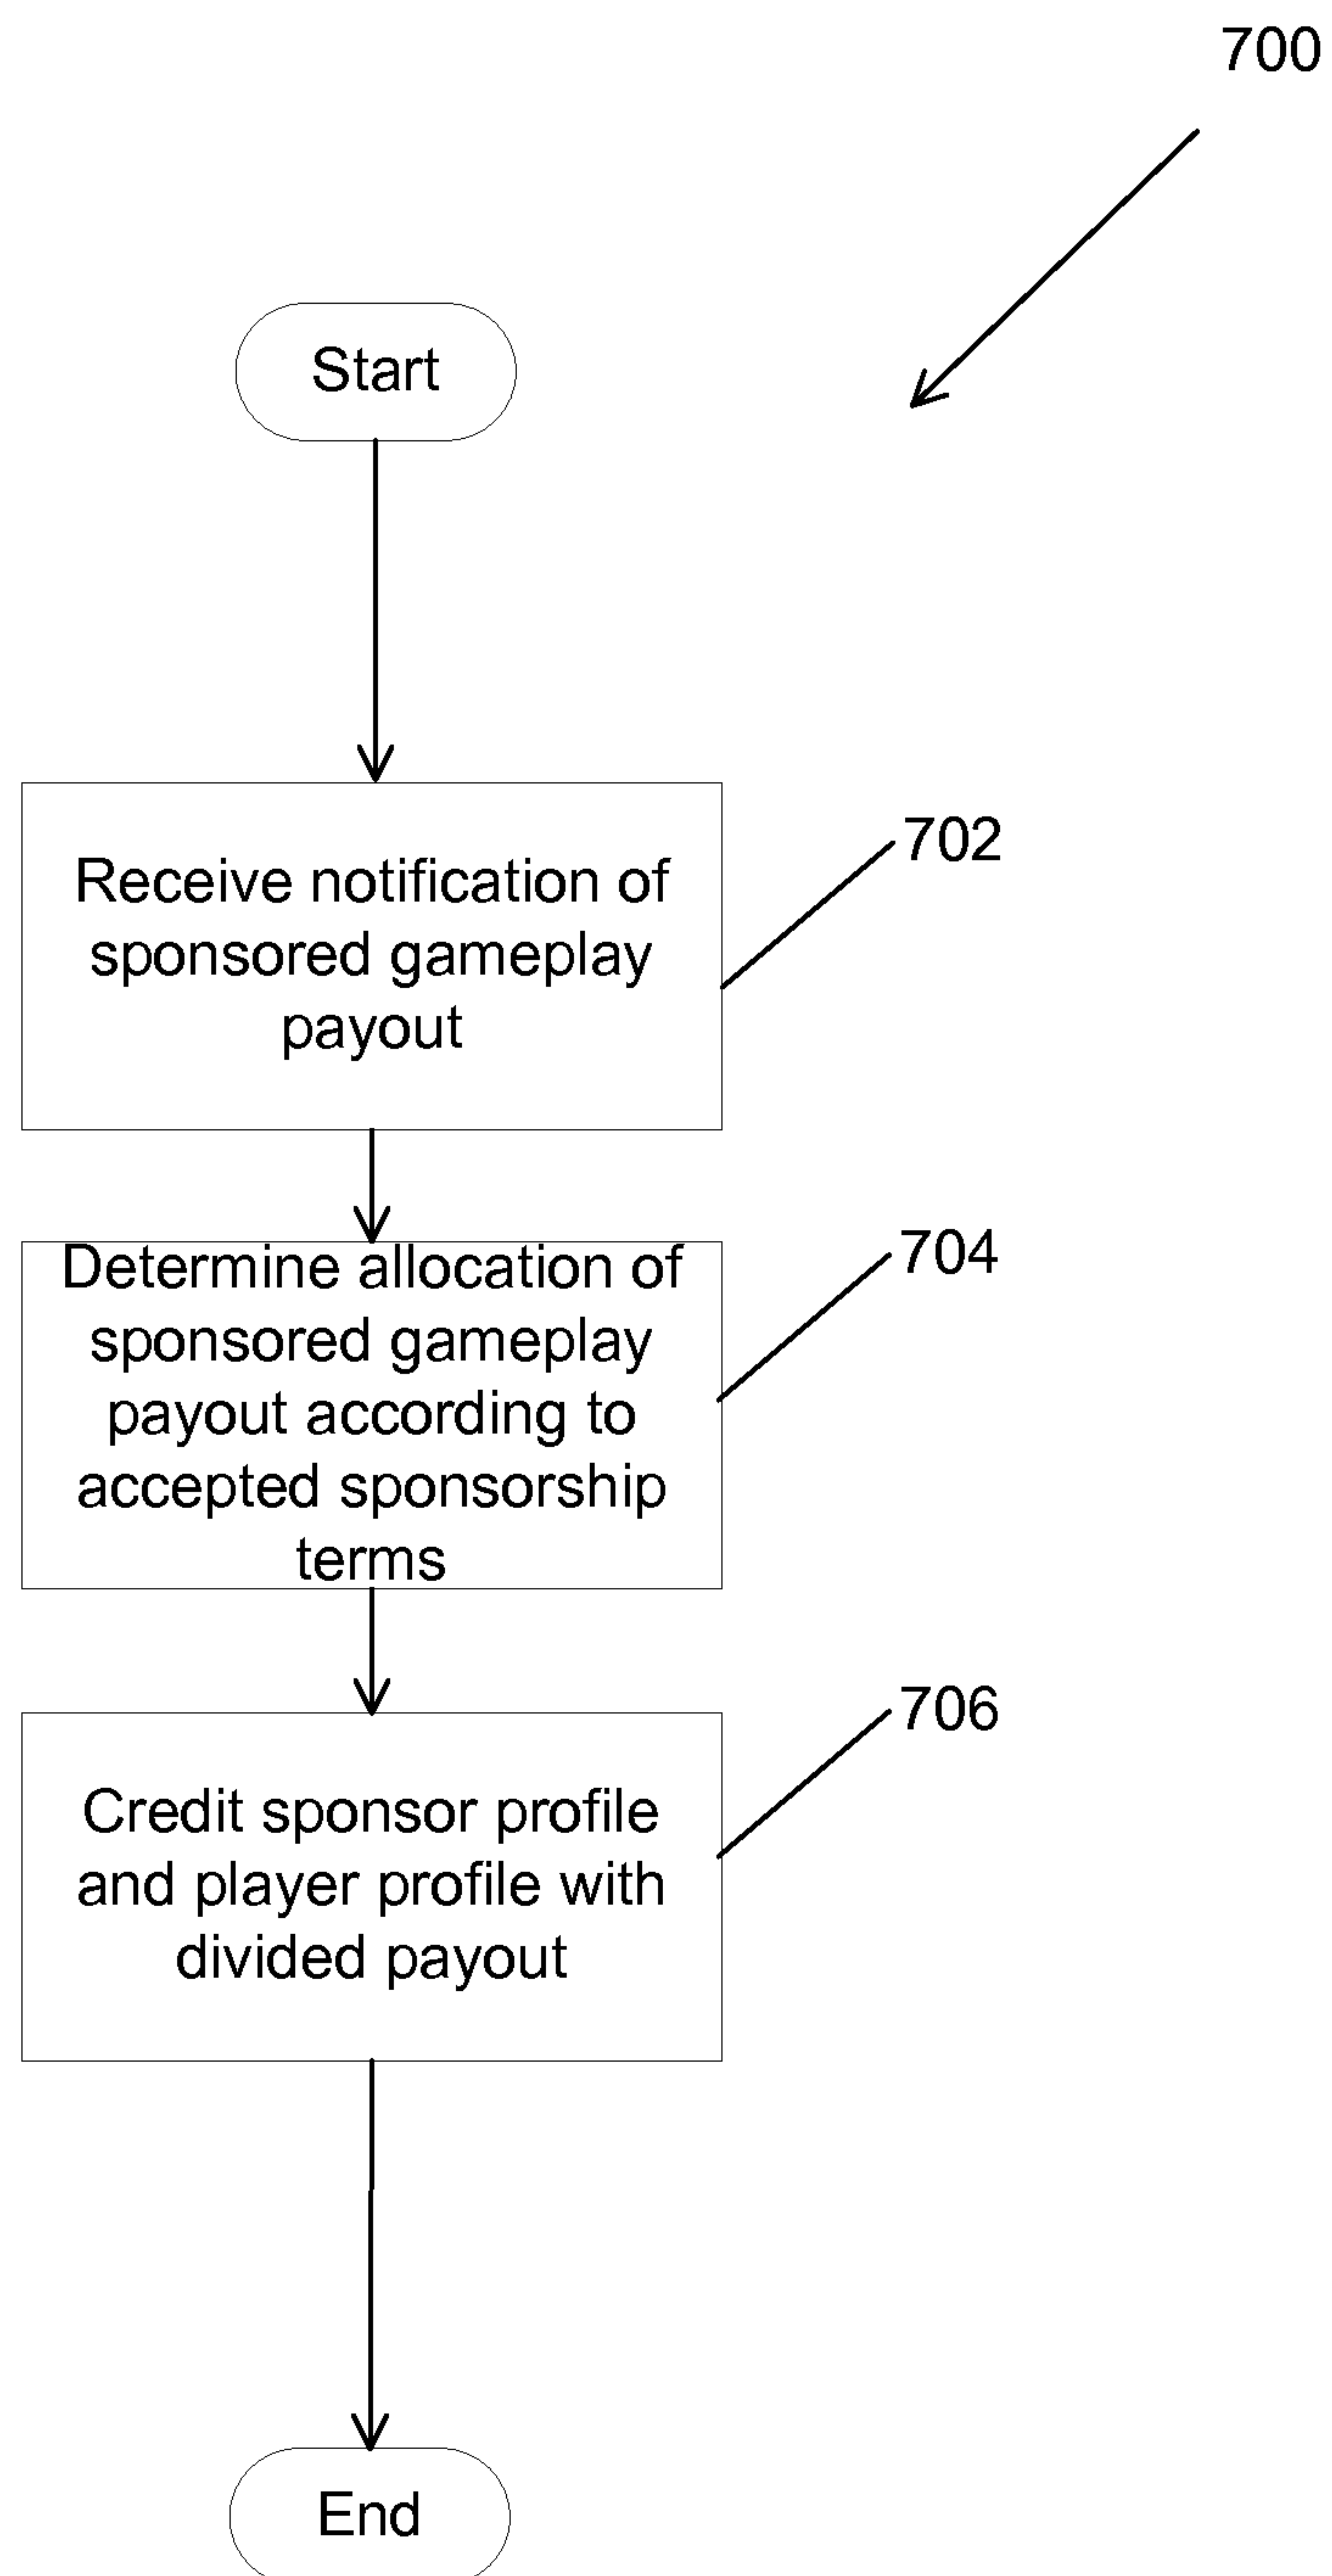 700
Start
Receive notification of
sponsored gameplay
payout
702
Determine allocation of
sponsored gameplay
payout according to
accepted sponsorship
terms
704
Credit sponsor profile
and player profile with
divided payout
706
End